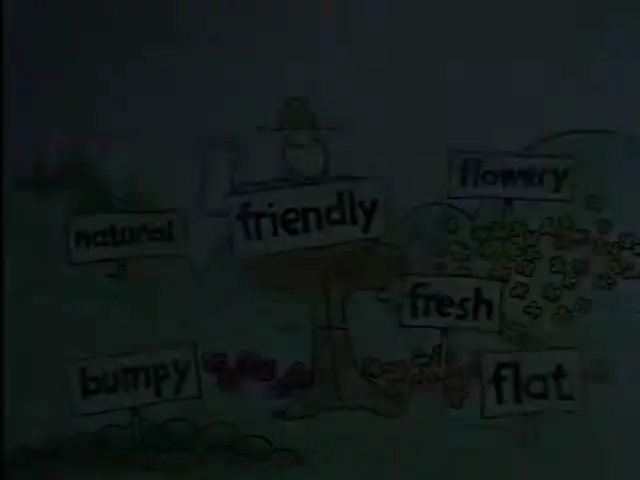 flowery
friendly
natural
fresh
bumpy
flat